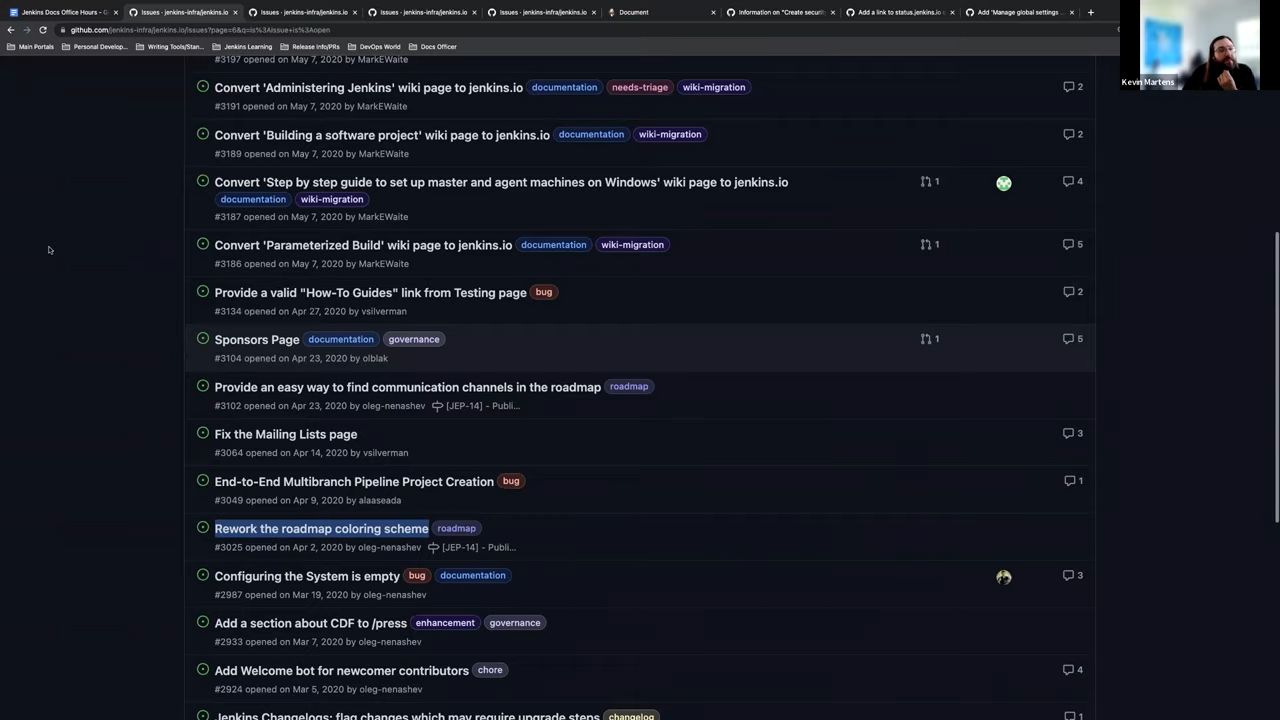 Jenkins Docs Office Hours - G
Issues · jenkins-infra/jenkins.io
Issues · jenkins-infra/jenkins.io
Issues · jenkins-infra/jenkins.io
Issues · jenkins-infra/jenkins.io
Document
Information on "Create securit
Add a link to status.jenkins.io
Add 'Manage global settings
github.com/jenkins-infra/jenkins.io/issues?page=6&q=is%3Aissue+is%3Aopen
Main Portals
Personal Develop...
Writing Tools/Stan...
Jenkins Learning
Release Info/PRs
DevOps World
Docs Officer
Kevin Martens
#3197 opened on May 7, 2020 by MarkEWaite
Convert 'Administering Jenkins' wiki page to jenkins.io documentation needs-triage wiki-migration 2
#3191 opened on May 7, 2020 by MarkEWaite
Convert 'Building a software project' wiki page to jenkins.io documentation wiki-migration 2
#3189 opened on May 7, 2020 by MarkEWaite
Convert 'Step by step guide to set up master and agent machines on Windows' wiki page to jenkins.io 1 4
documentation wiki-migration
#3187 opened on May 7, 2020 by MarkEWaite
Convert 'Parameterized Build' wiki page to jenkins.io documentation wiki-migration 1 5
#3186 opened on May 7, 2020 by MarkEWaite
Provide a valid "How-To Guides" link from Testing page bug 2
#3134 opened on Apr 27, 2020 by vsilverman
Sponsors Page documentation governance 1 5
#3104 opened on Apr 23, 2020 by olblak
Provide an easy way to find communication channels in the roadmap roadmap
#3102 opened on Apr 23, 2020 by oleg-nenashev [JEP-14] - Publi...
Fix the Mailing Lists page 3
#3064 opened on Apr 14, 2020 by vsilverman
End-to-End Multibranch Pipeline Project Creation bug 1
#3049 opened on Apr 9, 2020 by alaaseada
Rework the roadmap coloring scheme roadmap
#3025 opened on Apr 2, 2020 by oleg-nenashev [JEP-14] - Publi...
Configuring the System is empty bug documentation 3
#2987 opened on Mar 19, 2020 by oleg-nenashev
Add a section about CDF to /press enhancement governance
#2933 opened on Mar 7, 2020 by oleg-nenashev
Add Welcome bot for newcomer contributors chore 4
#2924 opened on Mar 5, 2020 by oleg-nenashev
Jenkins Changelogs: flag changes which may require upgrade steps changelog 1